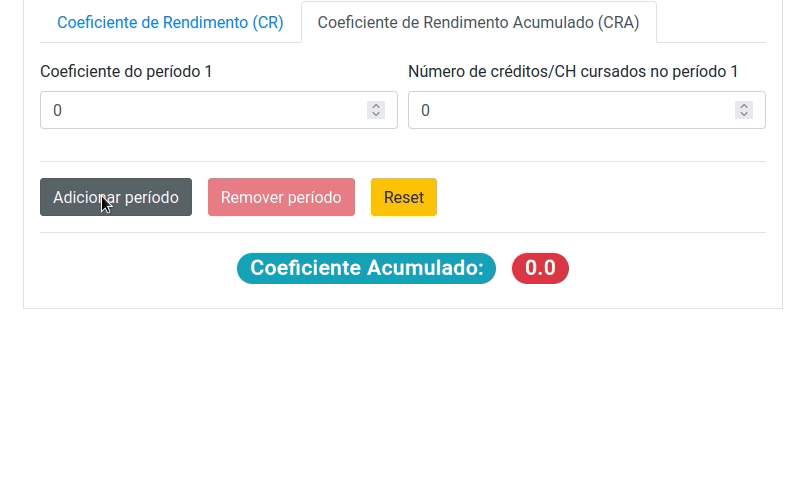 Coeficiente de Rendimento (CR) Coeficiente de Rendimento Acumulado (CRA)
Coeficiente do período 1 Número de créditos/CH cursados no período 1
0 0
Adicionar período Remover período Reset
Coeficiente Acumulado: 0.0